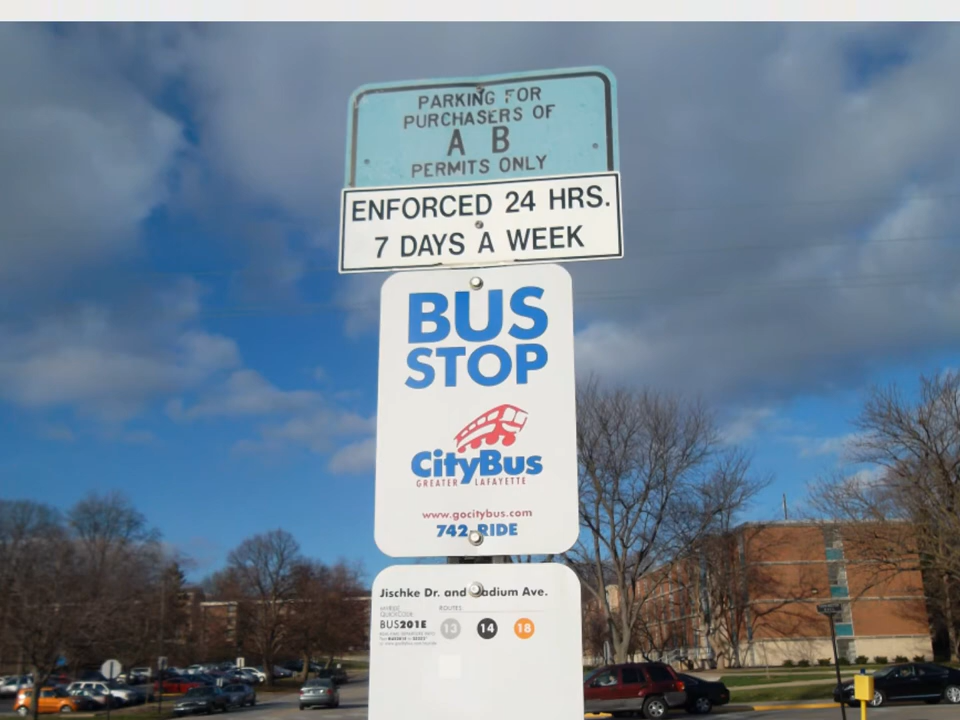 PARKING FOR
PURCHASERS OF
A B
PERMITS ONLY
ENFORCED 24 HRS.
7 DAYS A WEEK
BUS
STOP
CityBus
GREATER LAFAYETTE
www.gocitybus.com
742-RIDE
Jischke Dr. and adium Ave.
ROUTES
BUS201E
13 14 18